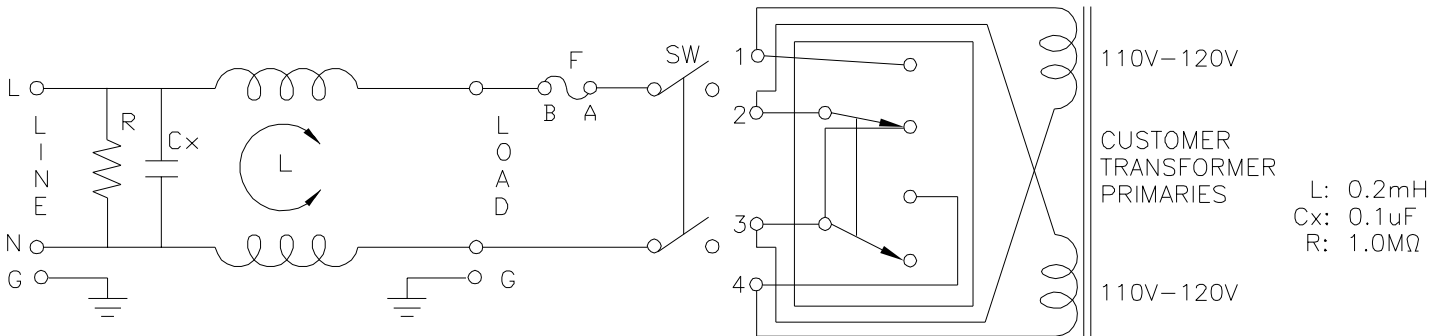 L
LINE
N
G
R
Cx
L
LOAD
G
F
B
A
SW
1
2
3
4
110V-120V
CUSTOMER
TRANSFORMER
PRIMARIES
110V-120V
L: 0.2mH
Cx: 0.1uF
R: 1.0MΩ